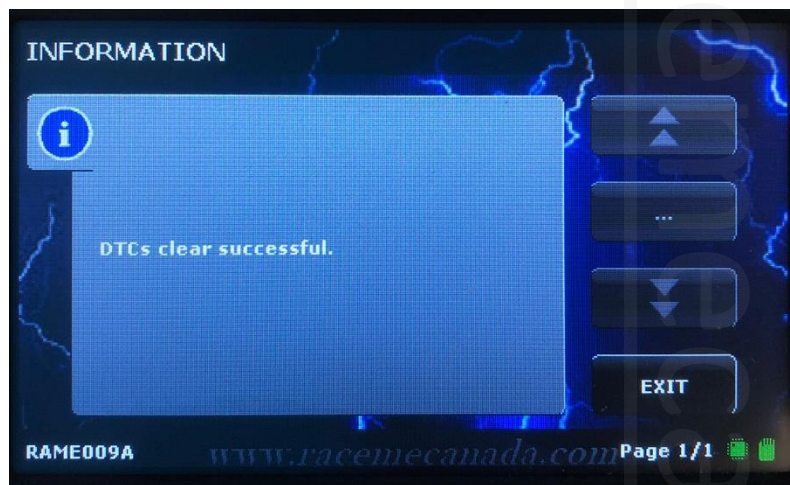 INFORMATION
i
DTCs clear successful.
...
EXIT
RAME009A
www.racemecanada.com
Page 1/1